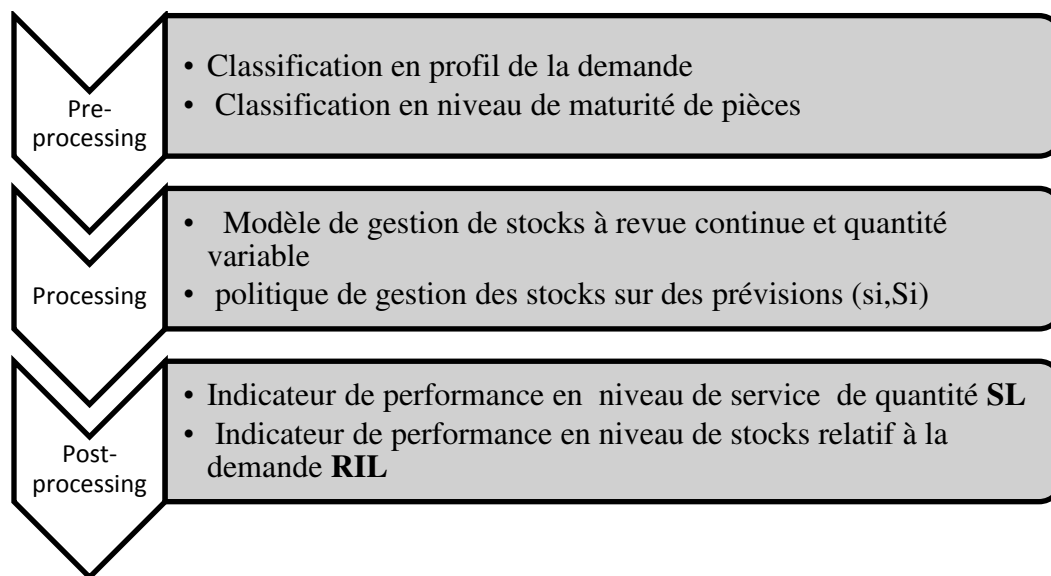 Pre-
processing
• Classification en profil de la demande
• Classification en niveau de maturité de pièces
Processing
• Modèle de gestion de stocks à revue continue et quantité
variable
• politique de gestion des stocks sur des prévisions (si,Si)
Post-
processing
• Indicateur de performance en niveau de service de quantité SL
• Indicateur de performance en niveau de stocks relatif à la
demande RIL